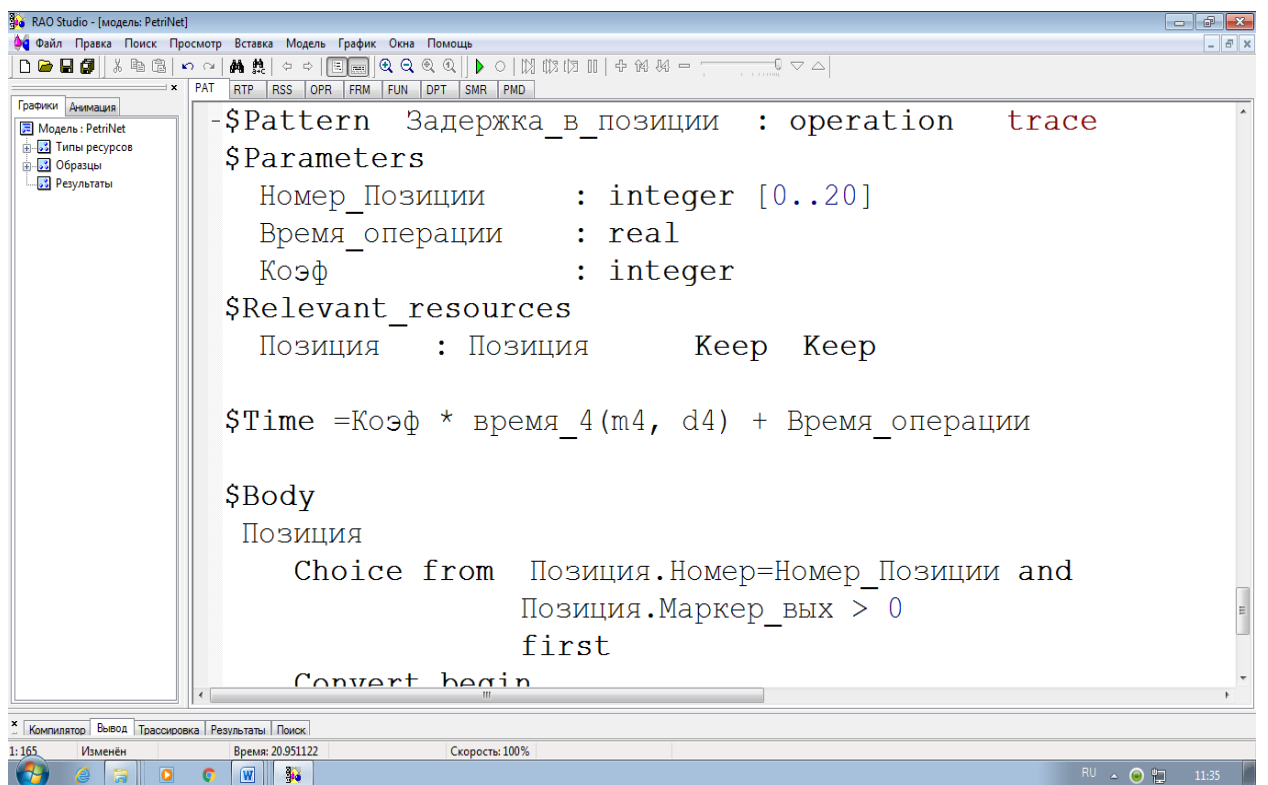 RAO Studio - [модель: PetriNet]
Файл Правка Поиск Просмотр Вставка Модель График Окна Помощь
PAT RTP RSS OPR FRM FUN DPT SMR PMD
Графики Анимация
Модель : PetriNet
Типы ресурсов
Образцы
Результаты
$Pattern Задержка_в_позиции : operation trace
$Parameters
Номер_Позиции : integer [0..20]
Время_операции : real
Коэф : integer
$Relevant_resources
Позиция : Позиция Keep Keep
$Time =Коэф * время_4(m4, d4) + Время_операции
$Body
Позиция
Choice from Позиция.Номер=Номер_Позиции and
Позиция.Маркер_вых > 0
first
Convert begin
Компилятор Вывод Трассировка Результаты Поиск
1: 165 Изменён Время: 20.951122 Скорость: 100%
RU 11:35